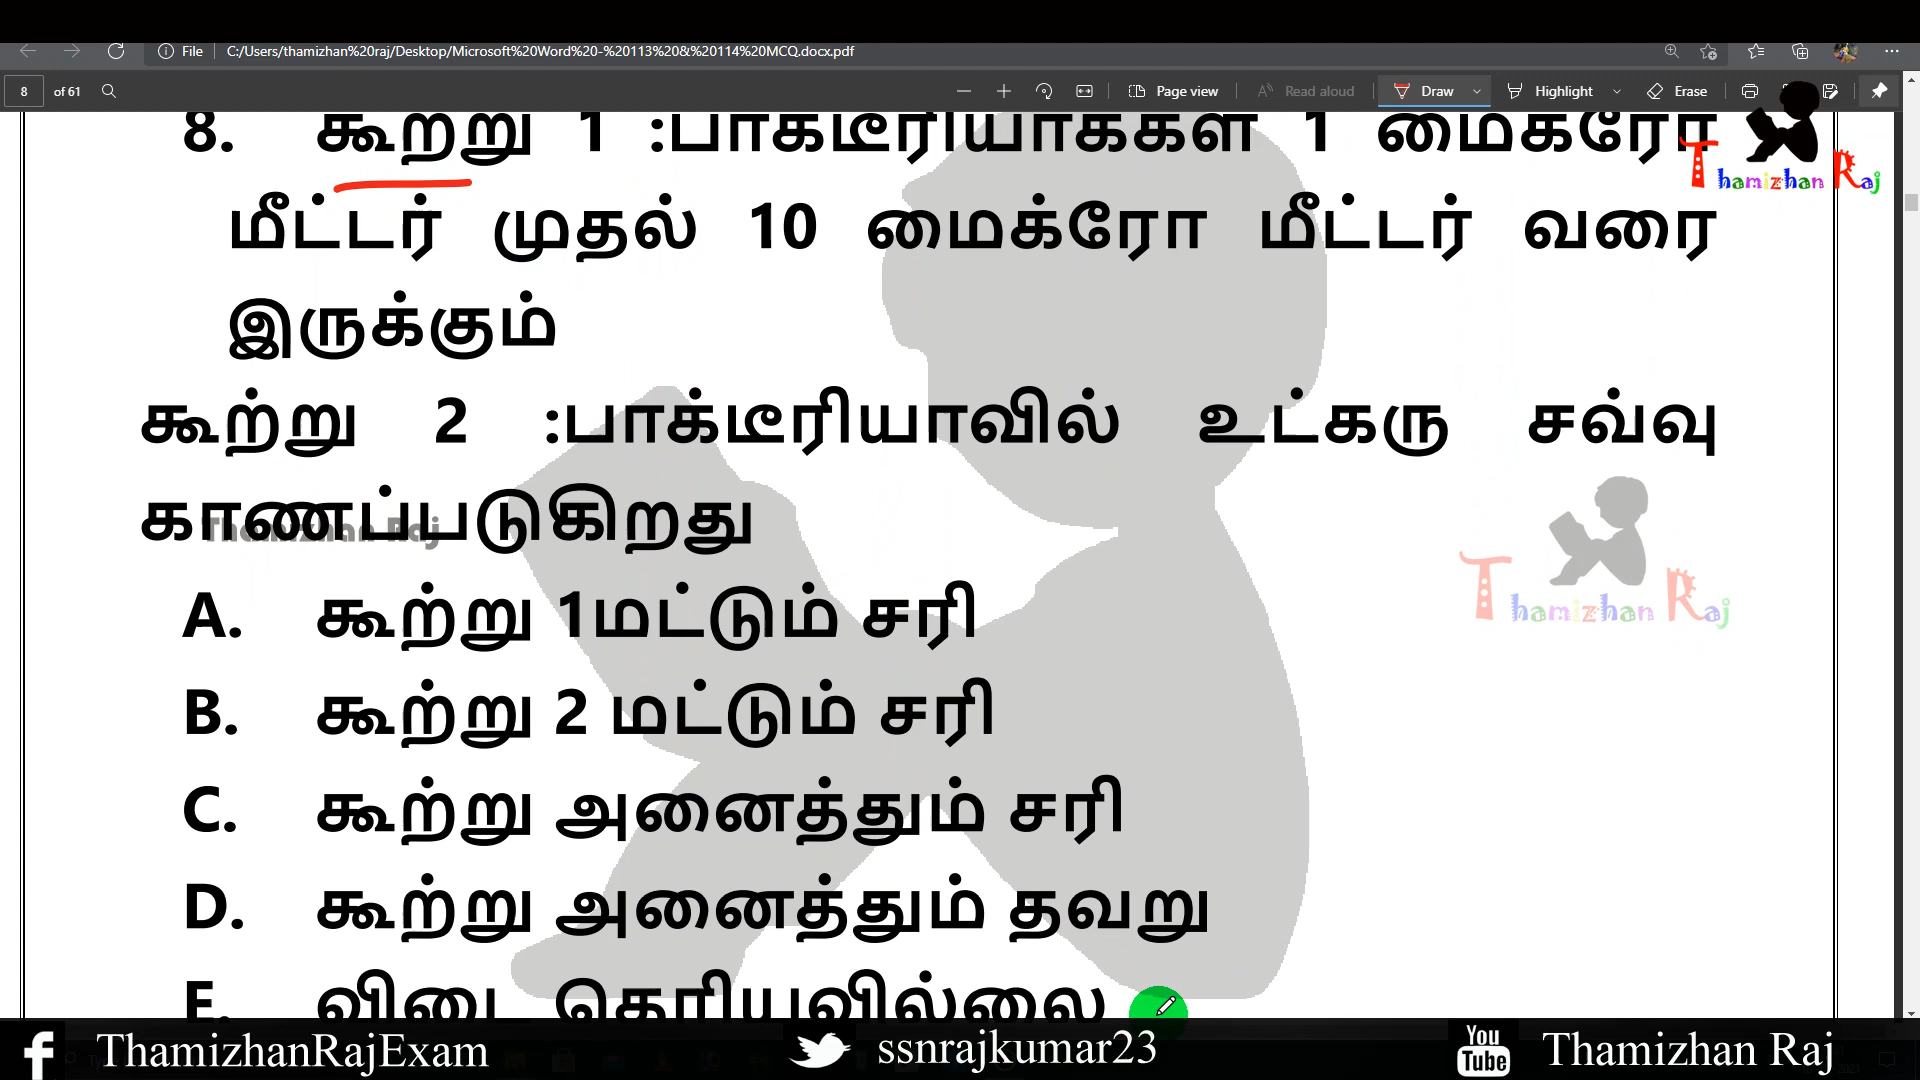 File C:/Users/thamizhan%20raj/Desktop/Microsoft%20Word%20-%20113%20&%20114%20MCQ.docx.pdf
8 of 61 Page view Read aloud Draw Highlight Erase
8. கூற்று 1 :பாக்டீரியாக்கள் 1 மைக்ரோ
Thamizhan Raj
மீட்டர் முதல் 10 மைக்ரோ மீட்டர் வரை
இருக்கும்
கூற்று 2 :பாக்டீரியாவில் உட்கரு சவ்வு
காணப்படுகிறது
Thamizhan Raj
Thamizhan Raj
A. கூற்று 1மட்டும் சரி
B. கூற்று 2 மட்டும் சரி
C. கூற்று அனைத்தும் சரி
D. கூற்று அனைத்தும் தவறு
E. விடை தெரியவில்லை
ThamizhanRajExam ssnrajkumar23 You Tube Thamizhan Raj